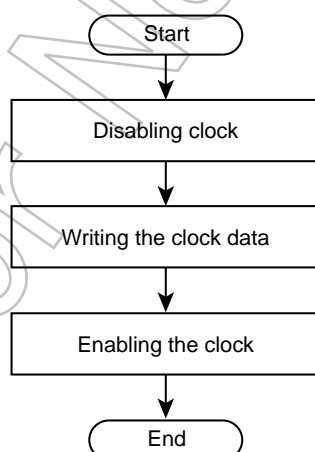 Start
Disabling clock
Writing the clock data
Enabling the clock
End